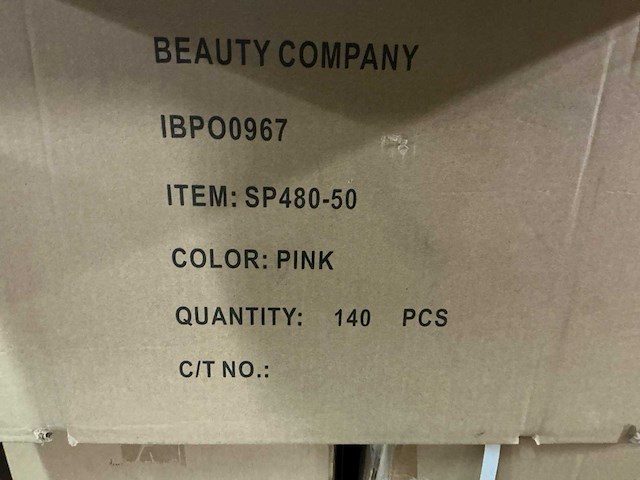 BEAUTY COMPANY
IBPO0967
ITEM: SP480-50
COLOR: PINK
QUANTITY: 140 PCS
C/T NO.: